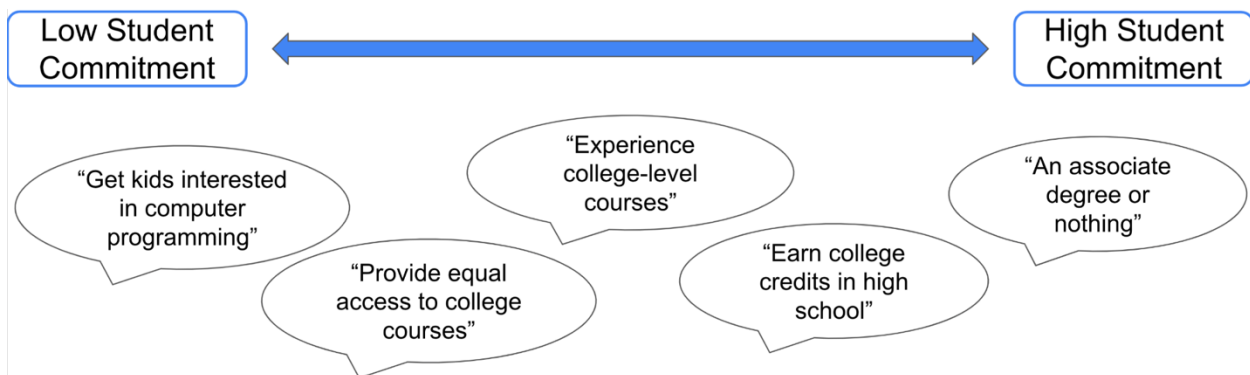 Low Student
Commitment
High Student
Commitment
“Get kids interested
in computer
programming”
“Provide equal
access to college
courses”
“Experience
college-level
courses”
“Earn college
credits in high
school”
“An associate
degree or
nothing”